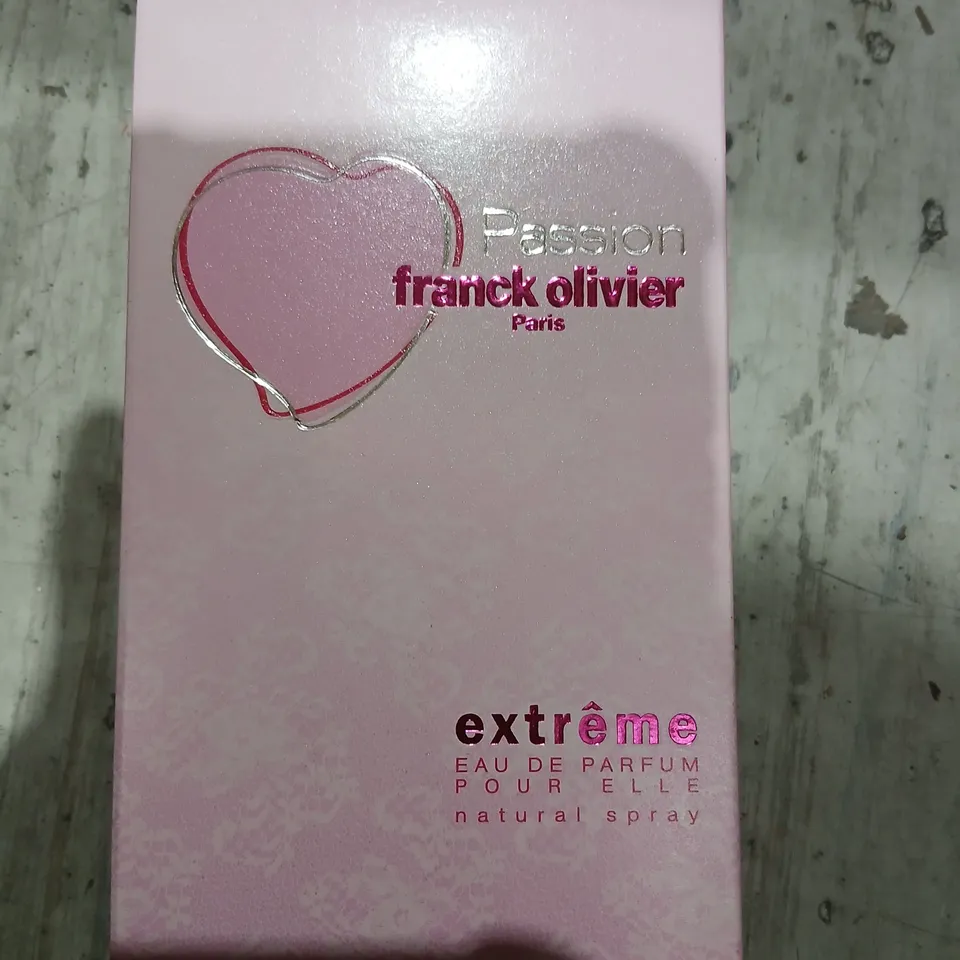 Passion
franck olivier
Paris
extrême
EAU DE PARFUM
POUR ELLE
natural spray